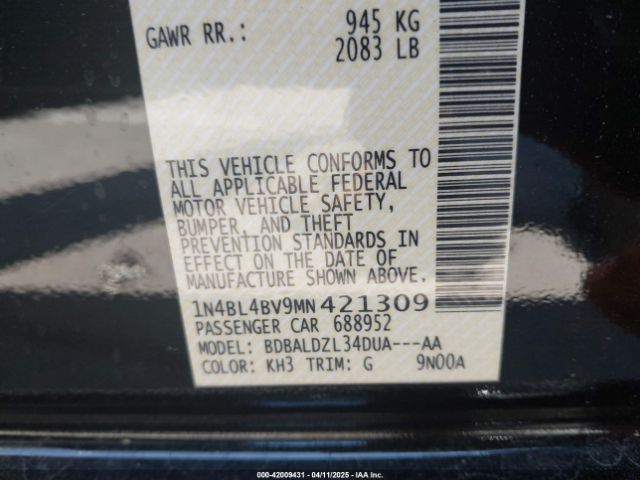 GAWR RR.: 945 KG
2083 LB
THIS VEHICLE CONFORMS TO
ALL APPLICABLE FEDERAL
MOTOR VEHICLE SAFETY,
BUMPER, AND THEFT
PREVENTION STANDARDS IN
EFFECT ON THE DATE OF
MANUFACTURE SHOWN ABOVE.
1N4BL4BV9MN421309
PASSENGER CAR 688952
MODEL: BDBALDZL34DUA---AA
COLOR: KH3 TRIM: G 9N00A
000-42009431 - 04/11/2025 - IAA Inc.